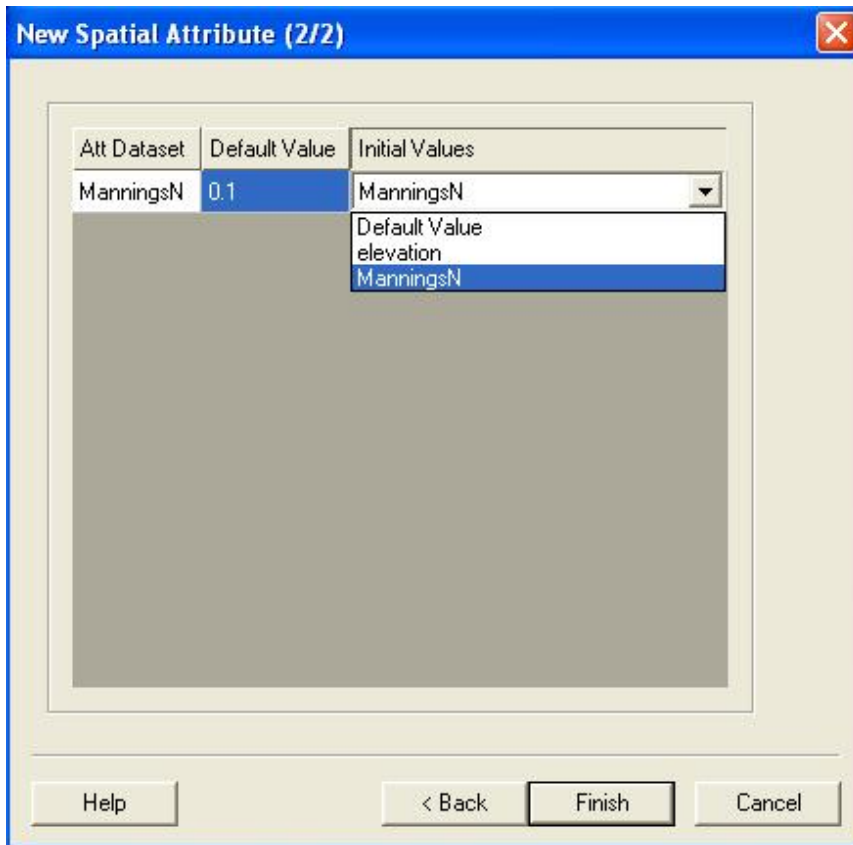 New Spatial Attribute (2/2)
Att Dataset Default Value Initial Values
ManningsN 0.1 ManningsN
Default Value
elevation
ManningsN
Help < Back Finish Cancel